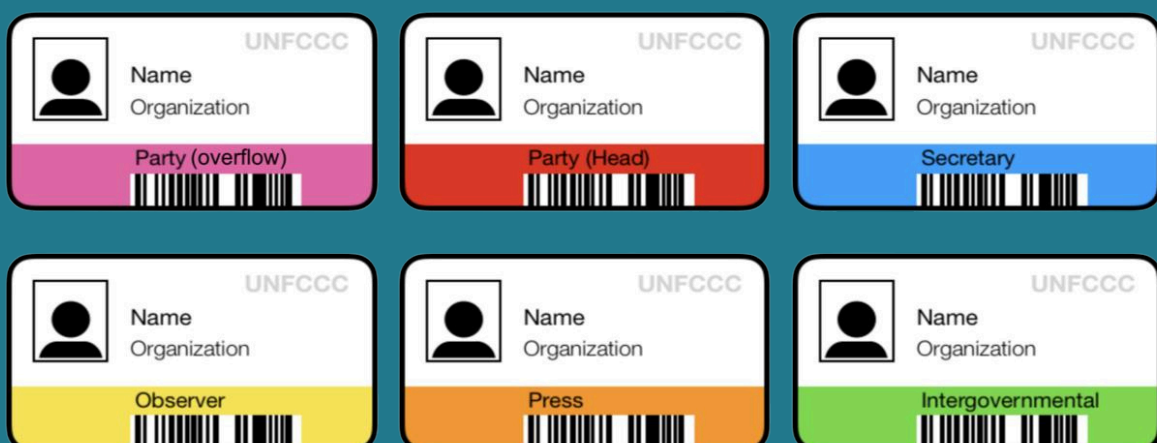 UNFCCC
Name
Organization
Party (overflow)
UNFCCC
Name
Organization
Party (Head)
UNFCCC
Name
Organization
Secretary
UNFCCC
Name
Organization
Observer
UNFCCC
Name
Organization
Press
UNFCCC
Name
Organization
Intergovernmental